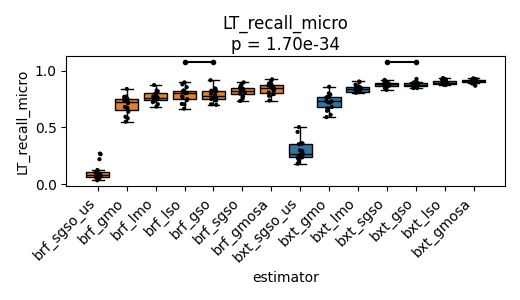 LT_recall_micro
p = 1.70e-34
LT_recall_micro
1.0
0.5
0.0
brf_sgso_us
brf_gmo
brf_lmo
brf_lso
brf_gso
brf_sgso
brf_gmosa
bxt_sgso_us
bxt_gmo
bxt_lmo
bxt_sgso
bxt_gso
bxt_lso
bxt_gmosa
estimator